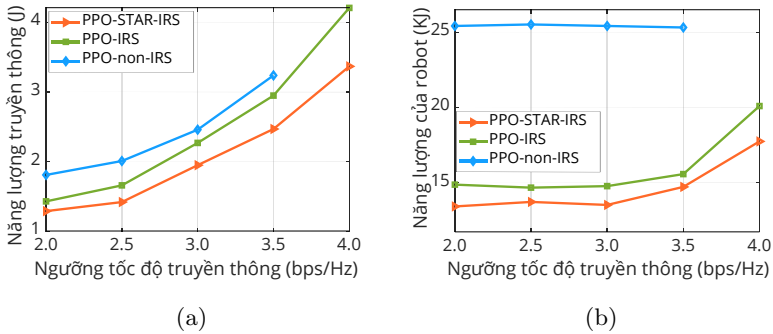 Năng lượng truyền thông (J)
4
3
2
1
PPO-STAR-IRS
PPO-IRS
PPO-non-IRS
2.0 2.5 3.0 3.5 4.0
Ngưỡng tốc độ truyền thông (bps/Hz)
(a)
Năng lượng của robot (KJ)
25
20
15
PPO-STAR-IRS
PPO-IRS
PPO-non-IRS
2.0 2.5 3.0 3.5 4.0
Ngưỡng tốc độ truyền thông (bps/Hz)
(b)